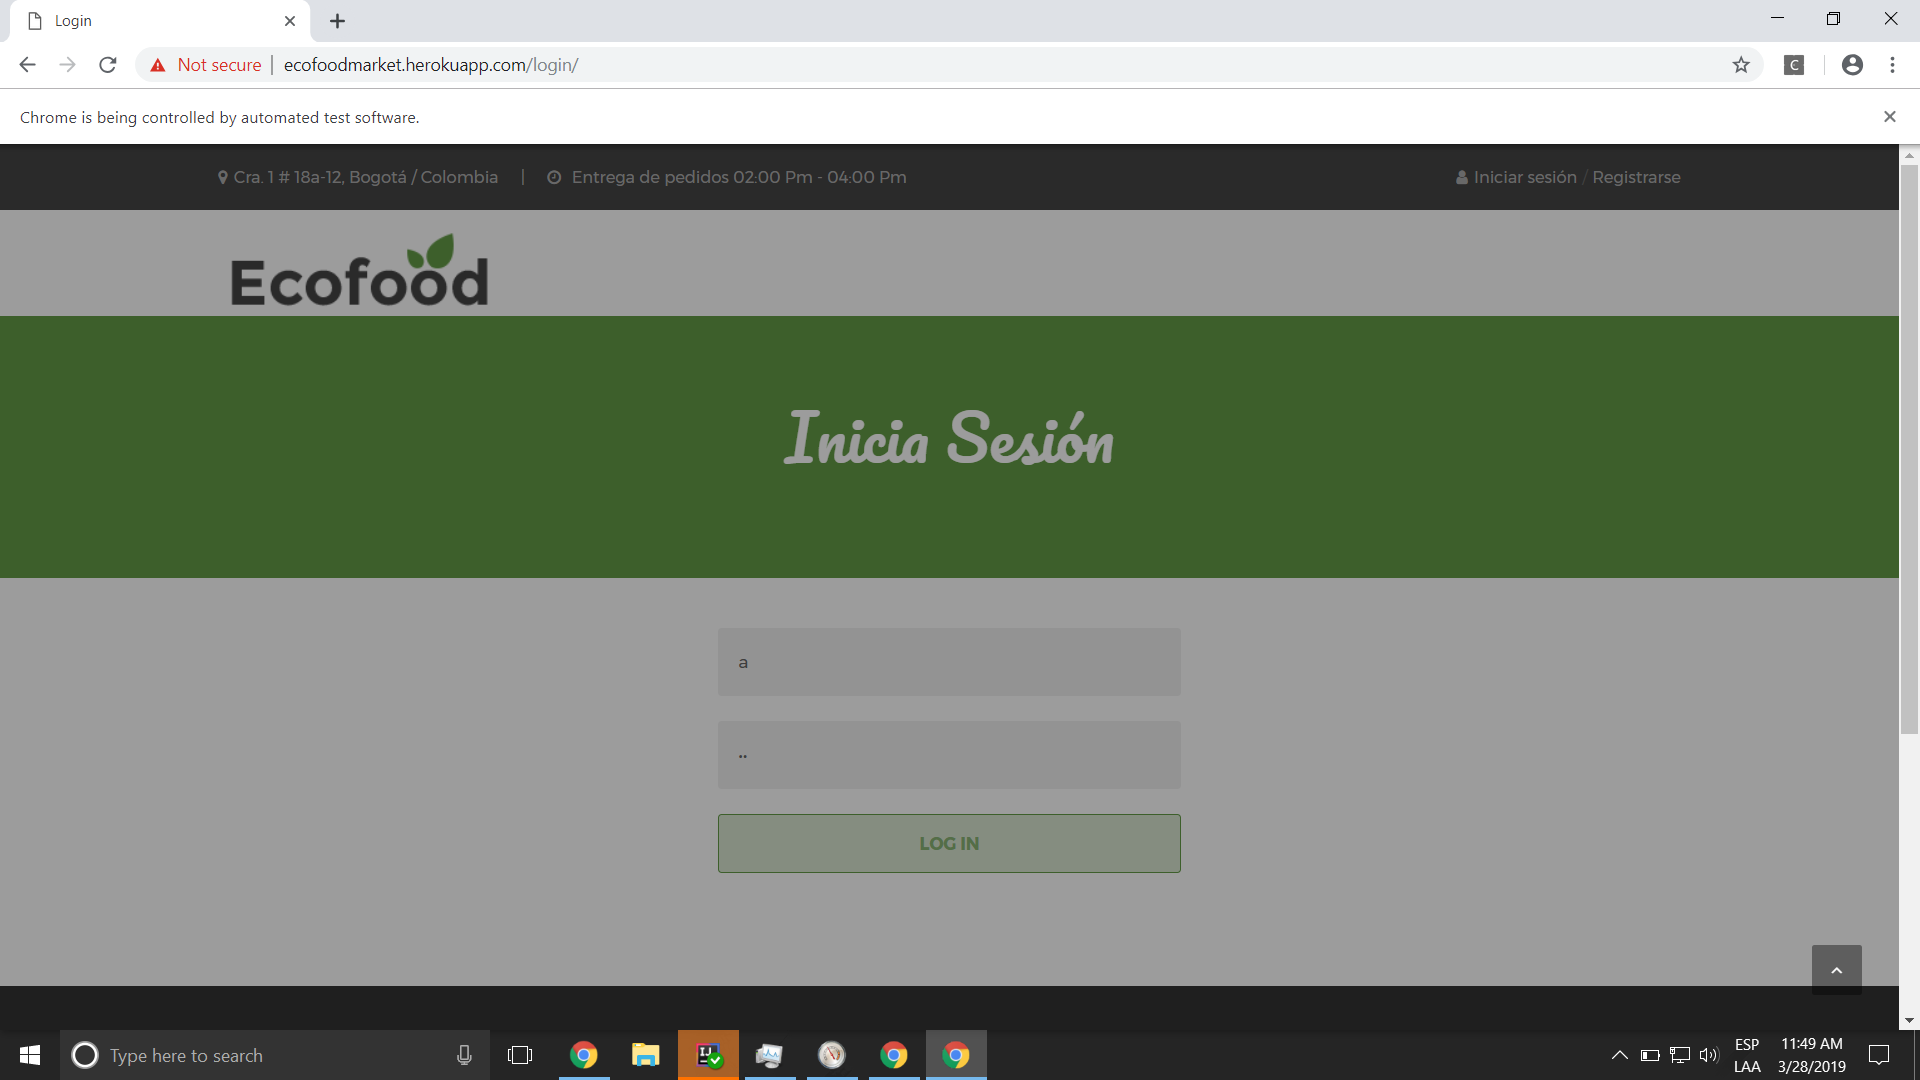 Login
Not secure
ecofoodmarket.herokuapp.com/login/
C
Chrome is being controlled by automated test software.
Cra. 1 # 18a-12, Bogotá / Colombia | Entrega de pedidos 02:00 Pm - 04:00 Pm
Iniciar sesión / Registrarse
Ecofood
Inicia Sesión
a
LOG IN
Type here to search
ESP
LAA
11:49 AM
3/28/2019